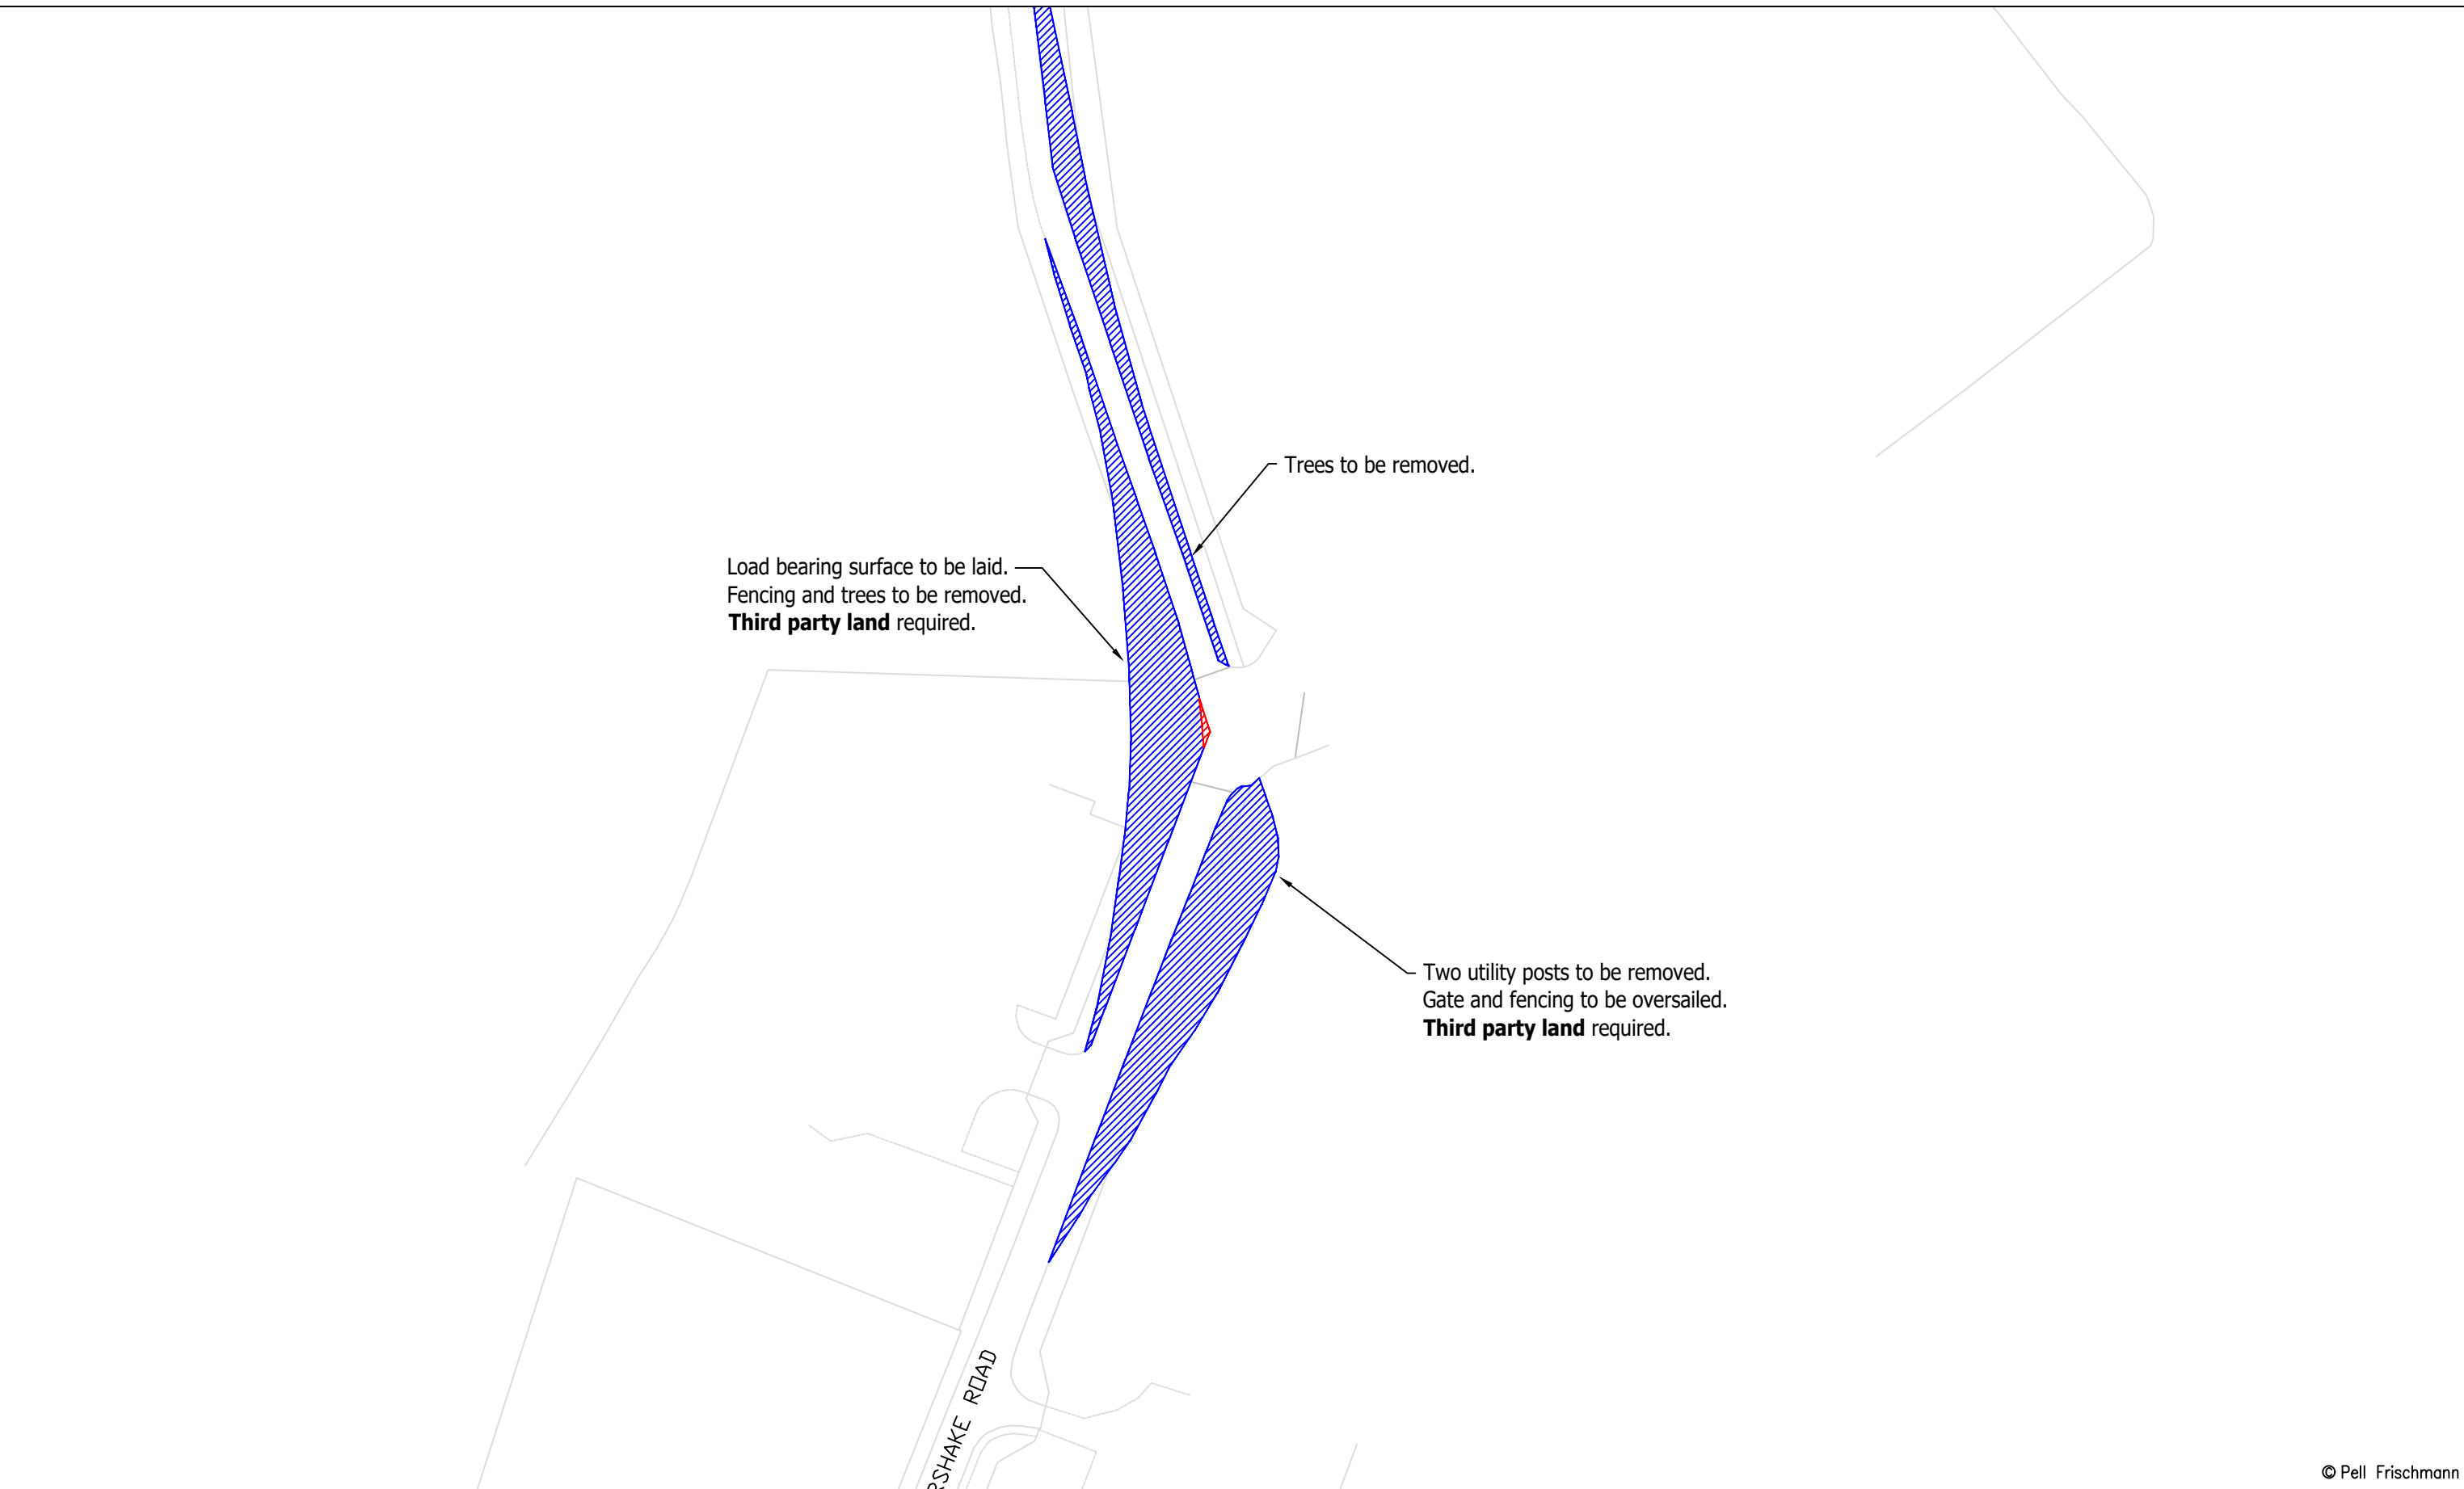 Trees to be removed.
Load bearing surface to be laid.
Fencing and trees to be removed.
Third party land required.
Two utility posts to be removed.
Gate and fencing to be oversailed.
Third party land required.
ROAD
© Pell Frischmann